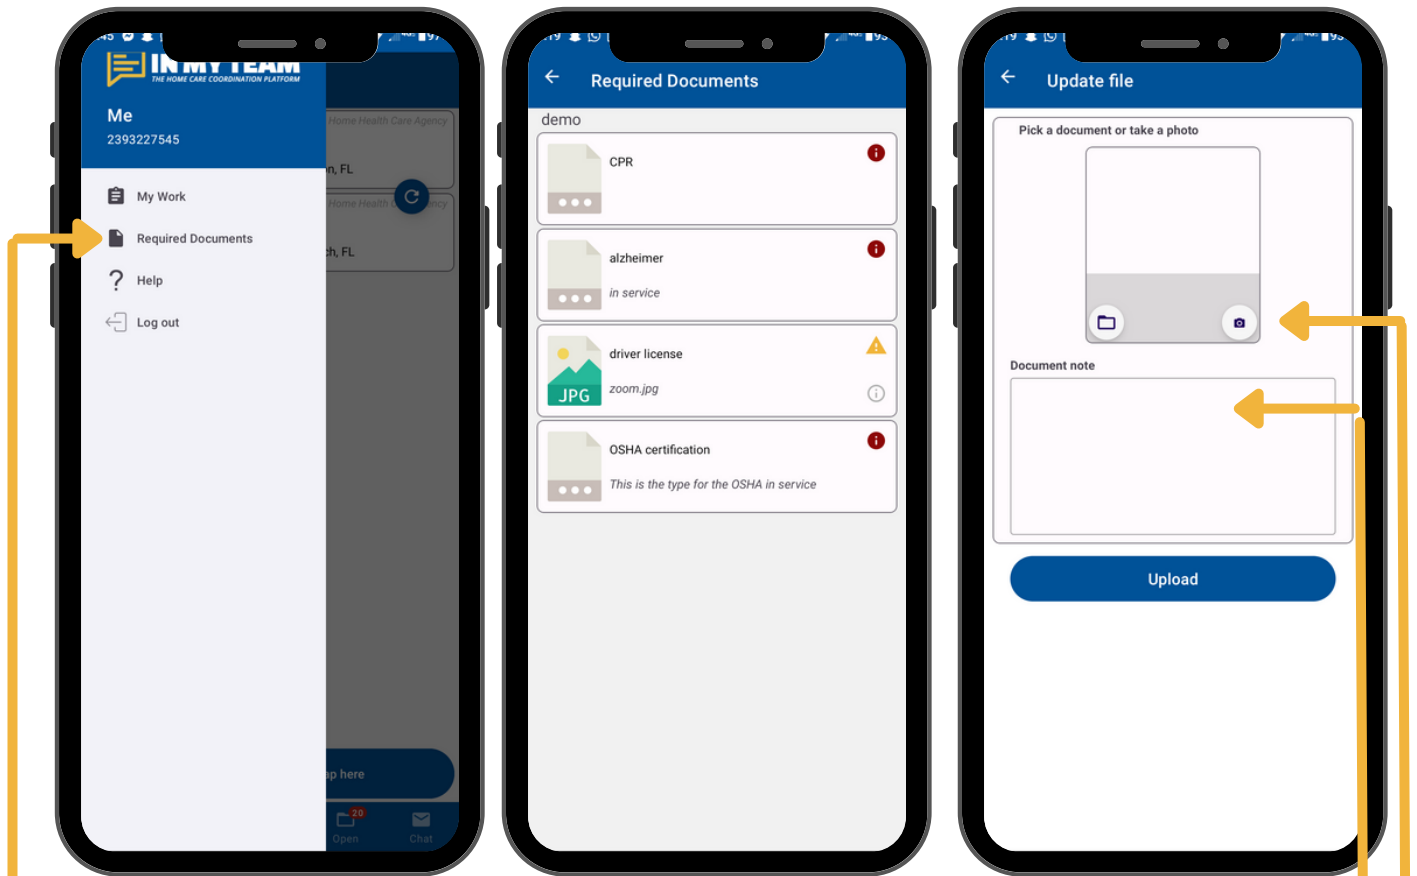 IN MY TEAM
THE HOME CARE COORDINATION PLATFORM
Me
2393227545
My Work
Required Documents
Help
Log out
Home Health Care Agency
n, FL
Home Health
ncy
ch, FL
ap here
20
Open
Chat
Required Documents
demo
CPR
alzheimer
in service
driver license
JPG
zoom.jpg
OSHA certification
This is the type for the OSHA in service
Update file
Pick a document or take a photo
Document note
Upload